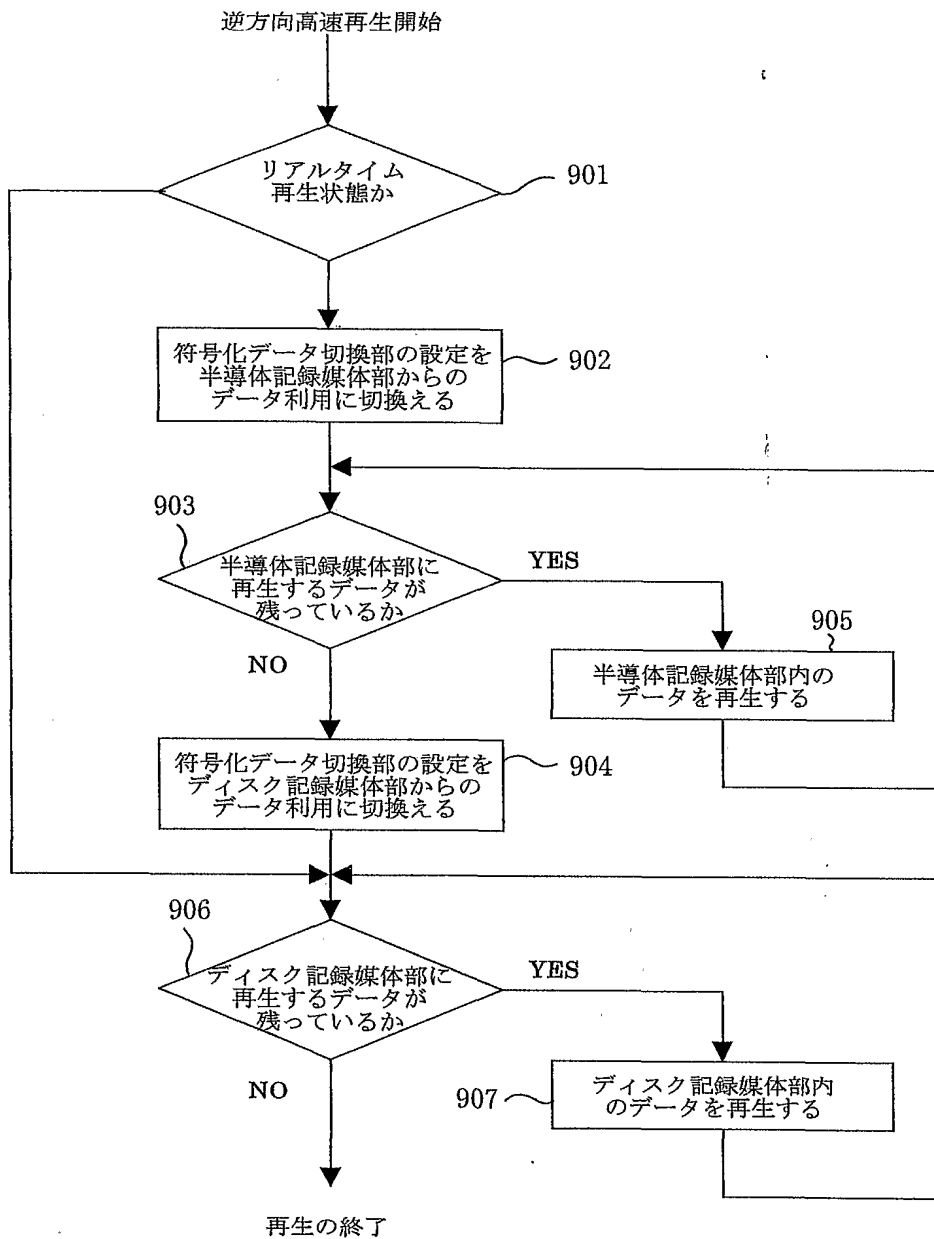 逆方向高速再生開始
リアルタイム
再生状態か
901
符号化データ切換部の設定を
半導体記録媒体部からの
データ利用に切換える
902
903
半導体記録媒体部に
再生するデータが
残っているか
YES
NO
905
半導体記録媒体部内の
データを再生する
符号化データ切換部の設定を
ディスク記録媒体部からの
データ利用に切換える
904
906
ディスク記録媒体部に
再生するデータが
残っているか
YES
NO
907
ディスク記録媒体部内
のデータを再生する
再生の終了